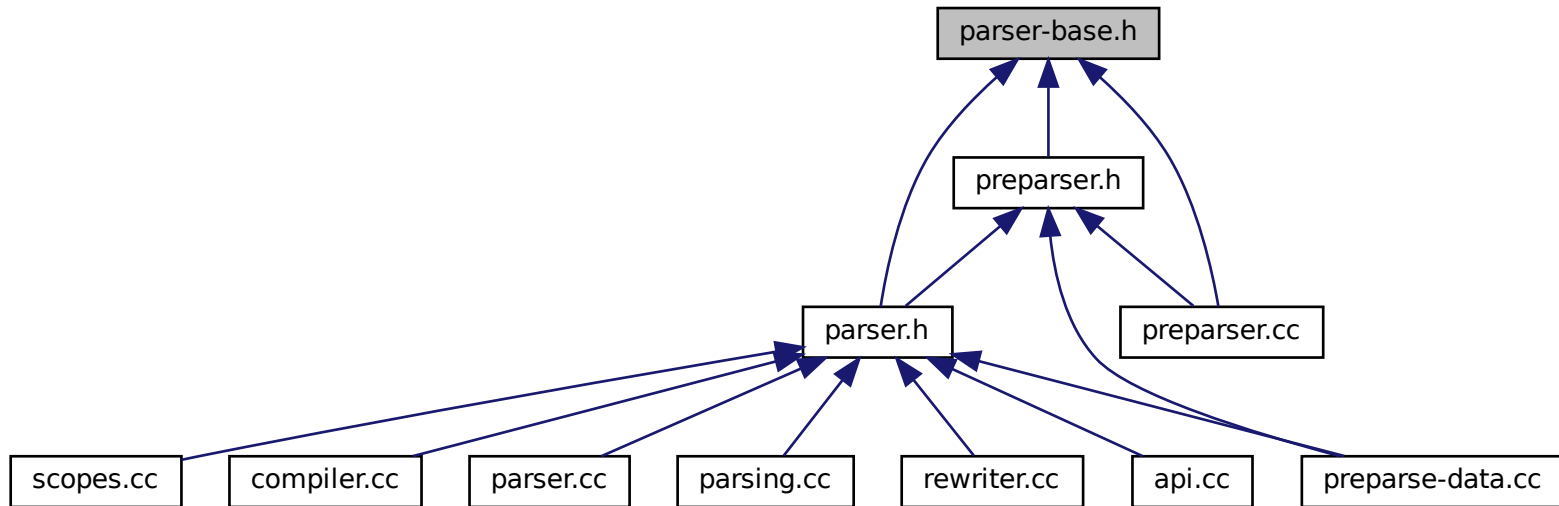 parser-base.h
preparser.h
parser.h
preparser.cc
scopes.cc
compiler.cc
parser.cc
parsing.cc
rewriter.cc
api.cc
preparse-data.cc